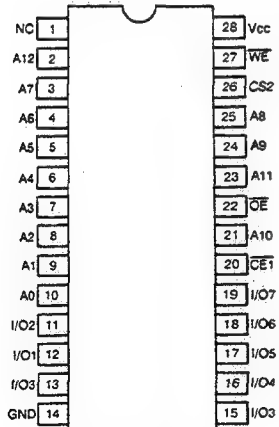 NC 1 28 Vcc
A12 2 27 WE
A7 3 26 CS2
A6 4 25 A8
A5 5 24 A9
A4 6 23 A11
A3 7 22 OE
A2 8 21 A10
A1 9 20 CE1
A0 10 19 I/O7
I/O2 11 18 I/O6
I/O1 12 17 I/O5
I/O3 13 16 I/O4
GND 14 15 I/O3